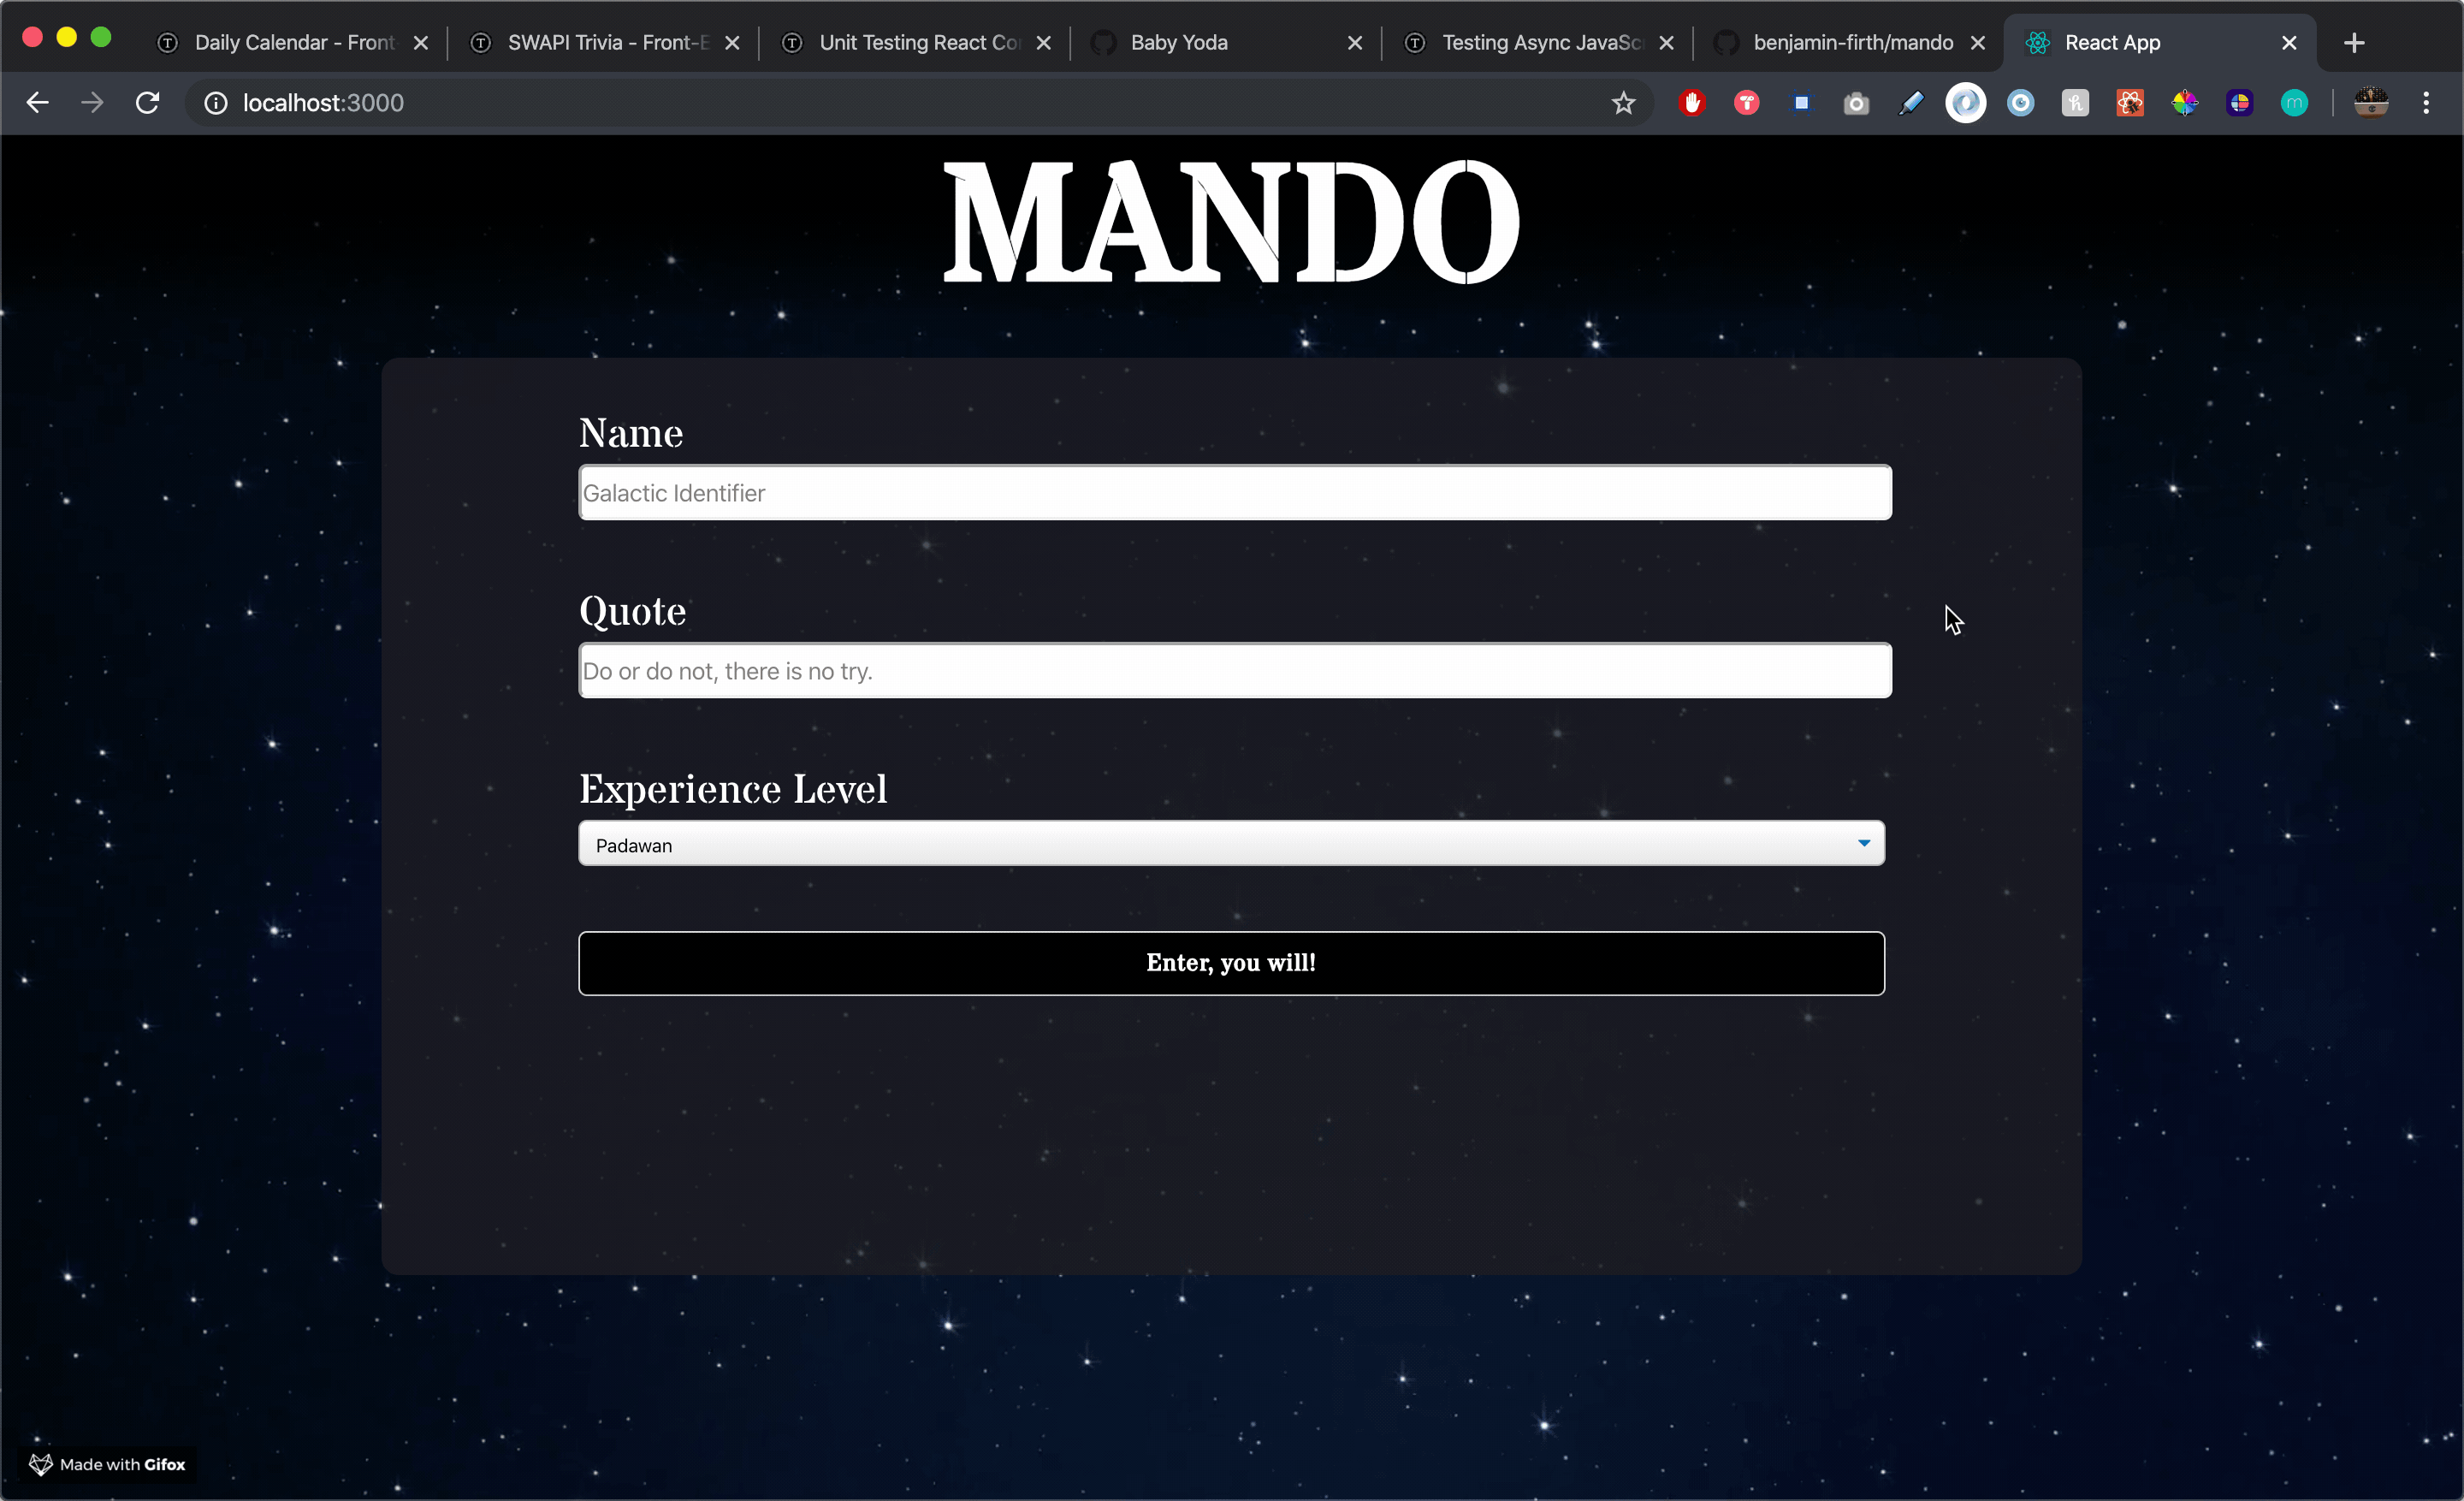 Daily Calendar - Front
SWAPI Trivia - Front-E
Unit Testing React Co
Baby Yoda
Testing Async JavaSc
benjamin-firth/mando
React App
localhost:3000
MANDO
Name
Galactic Identifier
Quote
Do or do not, there is no try.
Experience Level
Padawan
Enter, you will!
Made with Gifox